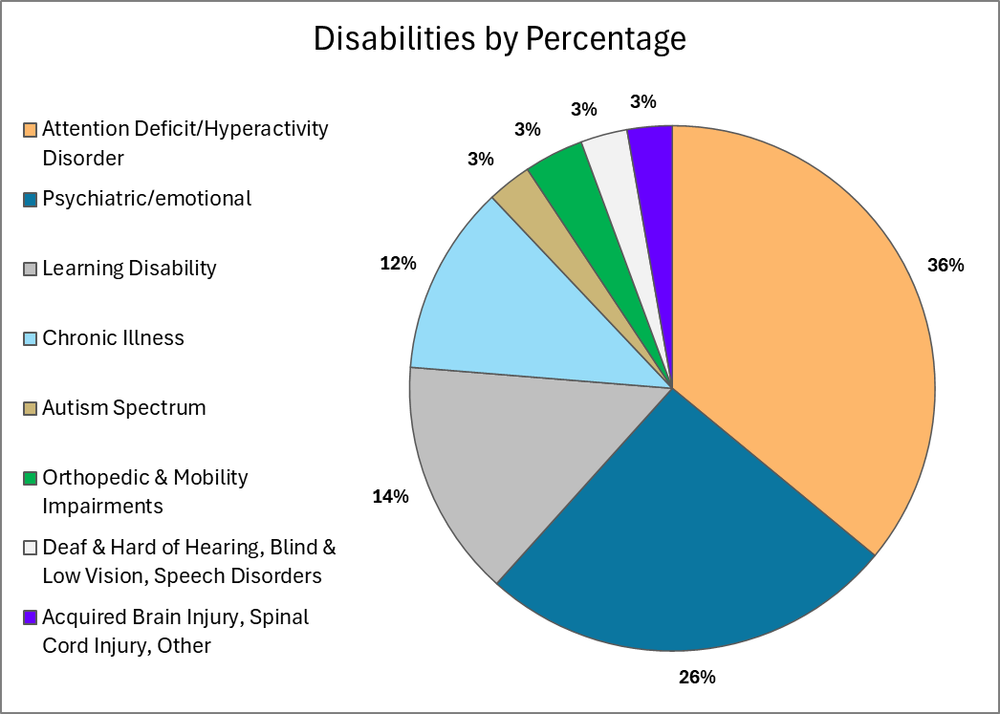 Disabilities by Percentage
Attention Deficit/Hyperactivity
Disorder
Psychiatric/emotional
Learning Disability
Chronic Illness
Autism Spectrum
Orthopedic & Mobility
Impairments
Deaf & Hard of Hearing, Blind &
Low Vision, Speech Disorders
Acquired Brain Injury, Spinal
Cord Injury, Other
36%
26%
14%
12%
3%
3%
3%
3%